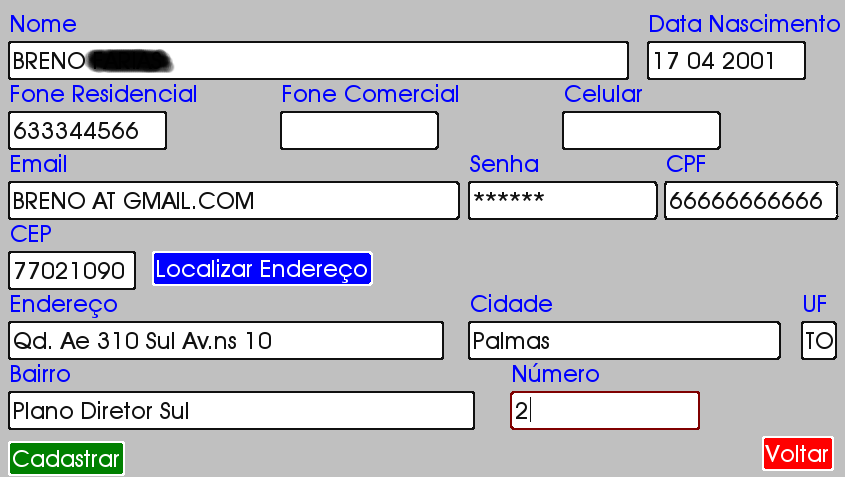 Nome Data Nascimento
BRENO 17 04 2001
Fone Residencial Fone Comercial Celular
633344566
Email Senha CPF
BRENO AT GMAIL.COM ****** 66666666666
CEP
77021090 Localizar Endereço
Endereço Cidade UF
Qd. Ae 310 Sul Av.ns 10 Palmas TO
Bairro Número
Plano Diretor Sul 2
Cadastrar Voltar